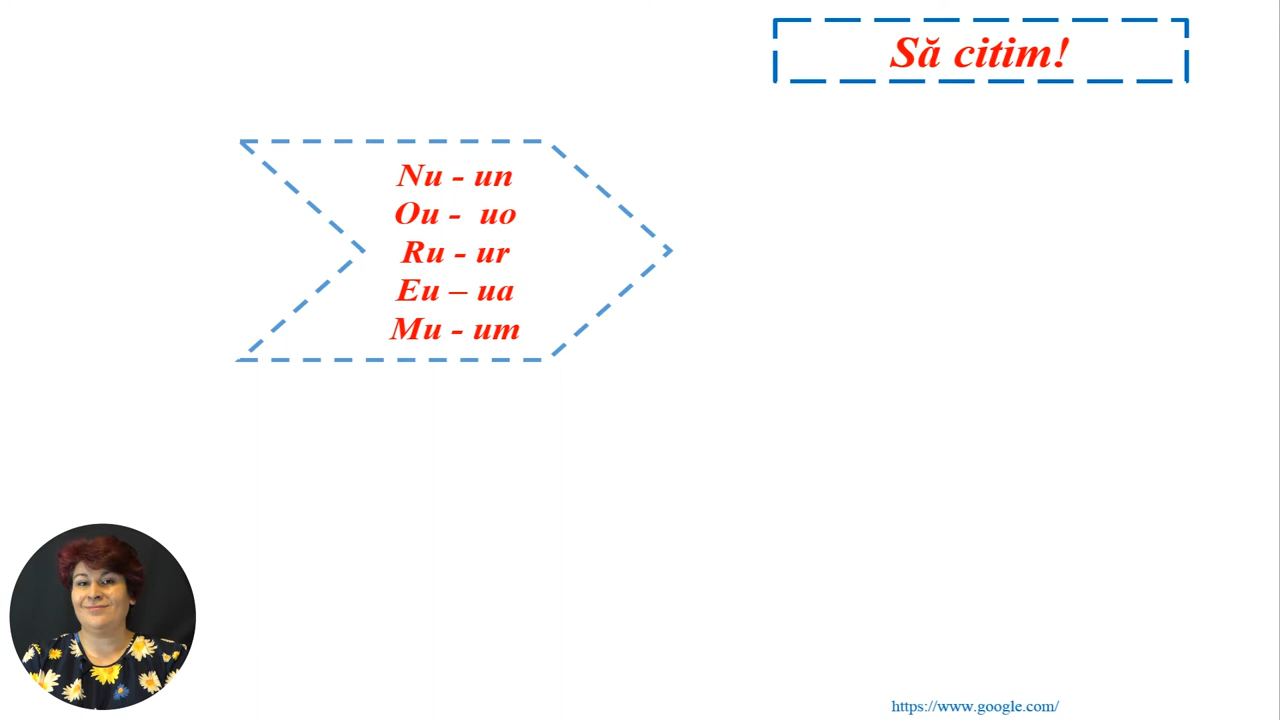 Să citim!
Nu - un
Ou - uo
Ru - ur
Eu – ua
Mu - um
https://www.google.com/